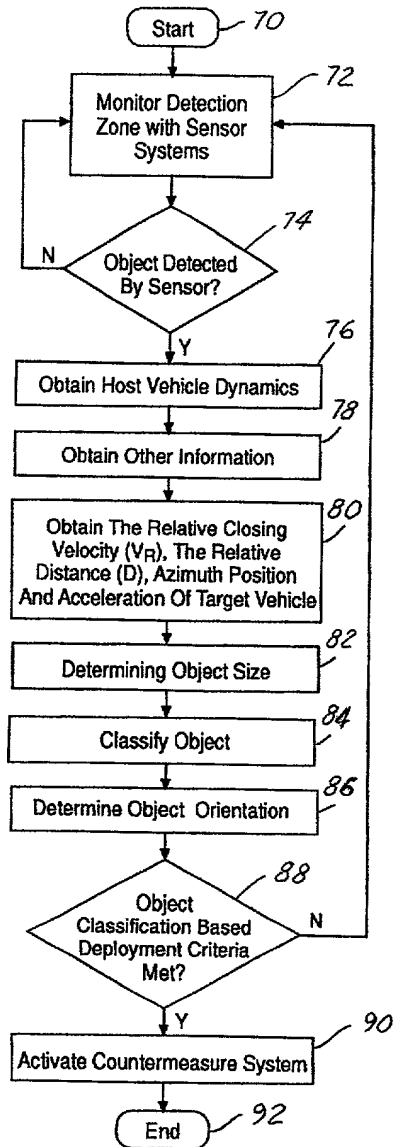 Start
70
72
Monitor Detection
Zone with Sensor
Systems
74
N
Object Detected
By Sensor?
Y
76
Obtain Host Vehicle Dynamics
78
Obtain Other Information
80
Obtain The Relative Closing
Velocity (VR). The Relative
Distance (D), Azimuth Position
And Acceleration Of Target Vehicle
82
Determining Object Size
84
Classify Object
86
Determine Object Orientation
88
Object
Classification Based
Deployment Criteria
Met?
N
Y
90
Activate Countermeasure System
End
92